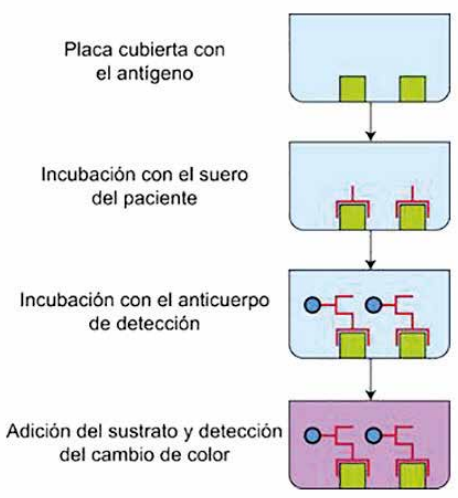 Placa cubierta con
el antígeno
Incubación con el suero
del paciente
Incubación con el anticuerpo
de detección
Adición del sustrato y detección
del cambio de color